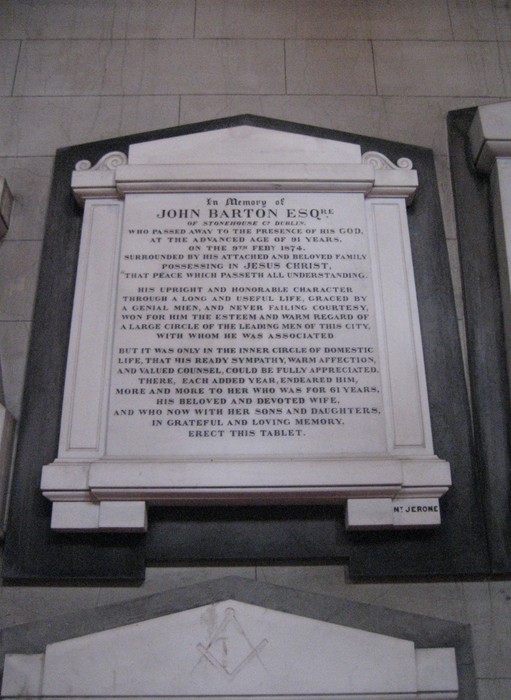 In Memory of
JOHN BARTON ESQRE.
OF STONEHOUSE Co. DUBLIN.
WHO PASSED AWAY TO THE PRESENCE OF HIS GOD,
AT THE ADVANCED AGE OF 91 YEARS.
ON THE 9TH FEBY 1874.
SURROUNDED BY HIS ATTACHED AND BELOVED FAMILY
POSSESSING IN JESUS CHRIST,
"THAT PEACE WHICH PASSETH ALL UNDERSTANDING.
HIS UPRIGHT AND HONORABLE CHARACTER
THROUGH A LONG AND USEFUL LIFE, GRACED BY
A GENIAL MIEN, AND NEVER FAILING COURTESY,
WON FOR HIM THE ESTEEM AND WARM REGARD OF
A LARGE CIRCLE OF THE LEADING MEN OF THIS CITY,
WITH WHOM HE WAS ASSOCIATED
BUT IT WAS ONLY IN THE INNER CIRCLE OF DOMESTIC
LIFE, THAT HIS READY SYMPATHY, WARM AFFECTION,
AND VALUED COUNSEL, COULD BE FULLY APPRECIATED.
THERE, EACH ADDED YEAR, ENDEARED HIM,
MORE AND MORE TO HER WHO WAS FOR 61 YEARS,
HIS BELOVED AND DEVOTED WIFE,
AND WHO NOW WITH HER SONS AND DAUGHTERS,
IN GRATEFUL AND LOVING MEMORY.
ERECT THIS TABLET.
JEROME